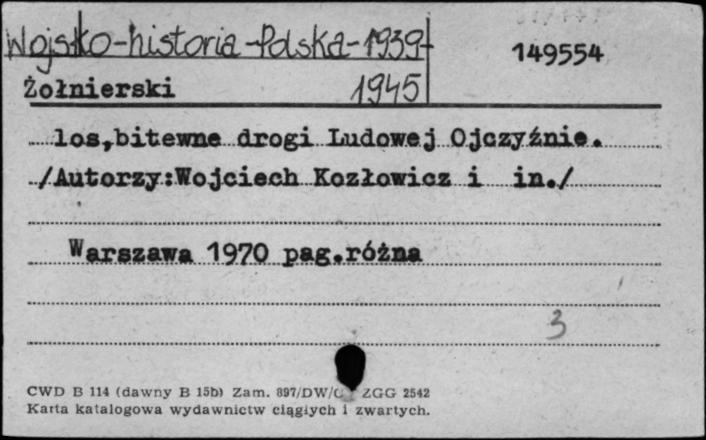 Wojsko-historia-Polska-1939-
149554
Żołnierski 1945
los,bitewne drogi Ludowej Ojczyźnie.
/Autorzy:Wojciech Kozłowicz i in./
Warszawa 1970 pag.różna
3
CWD B 114 (dawny B 15b) Zam. 897/DW/ ZGG 2542
Karta katalogowa wydawnictw ciągłych i zwartych.